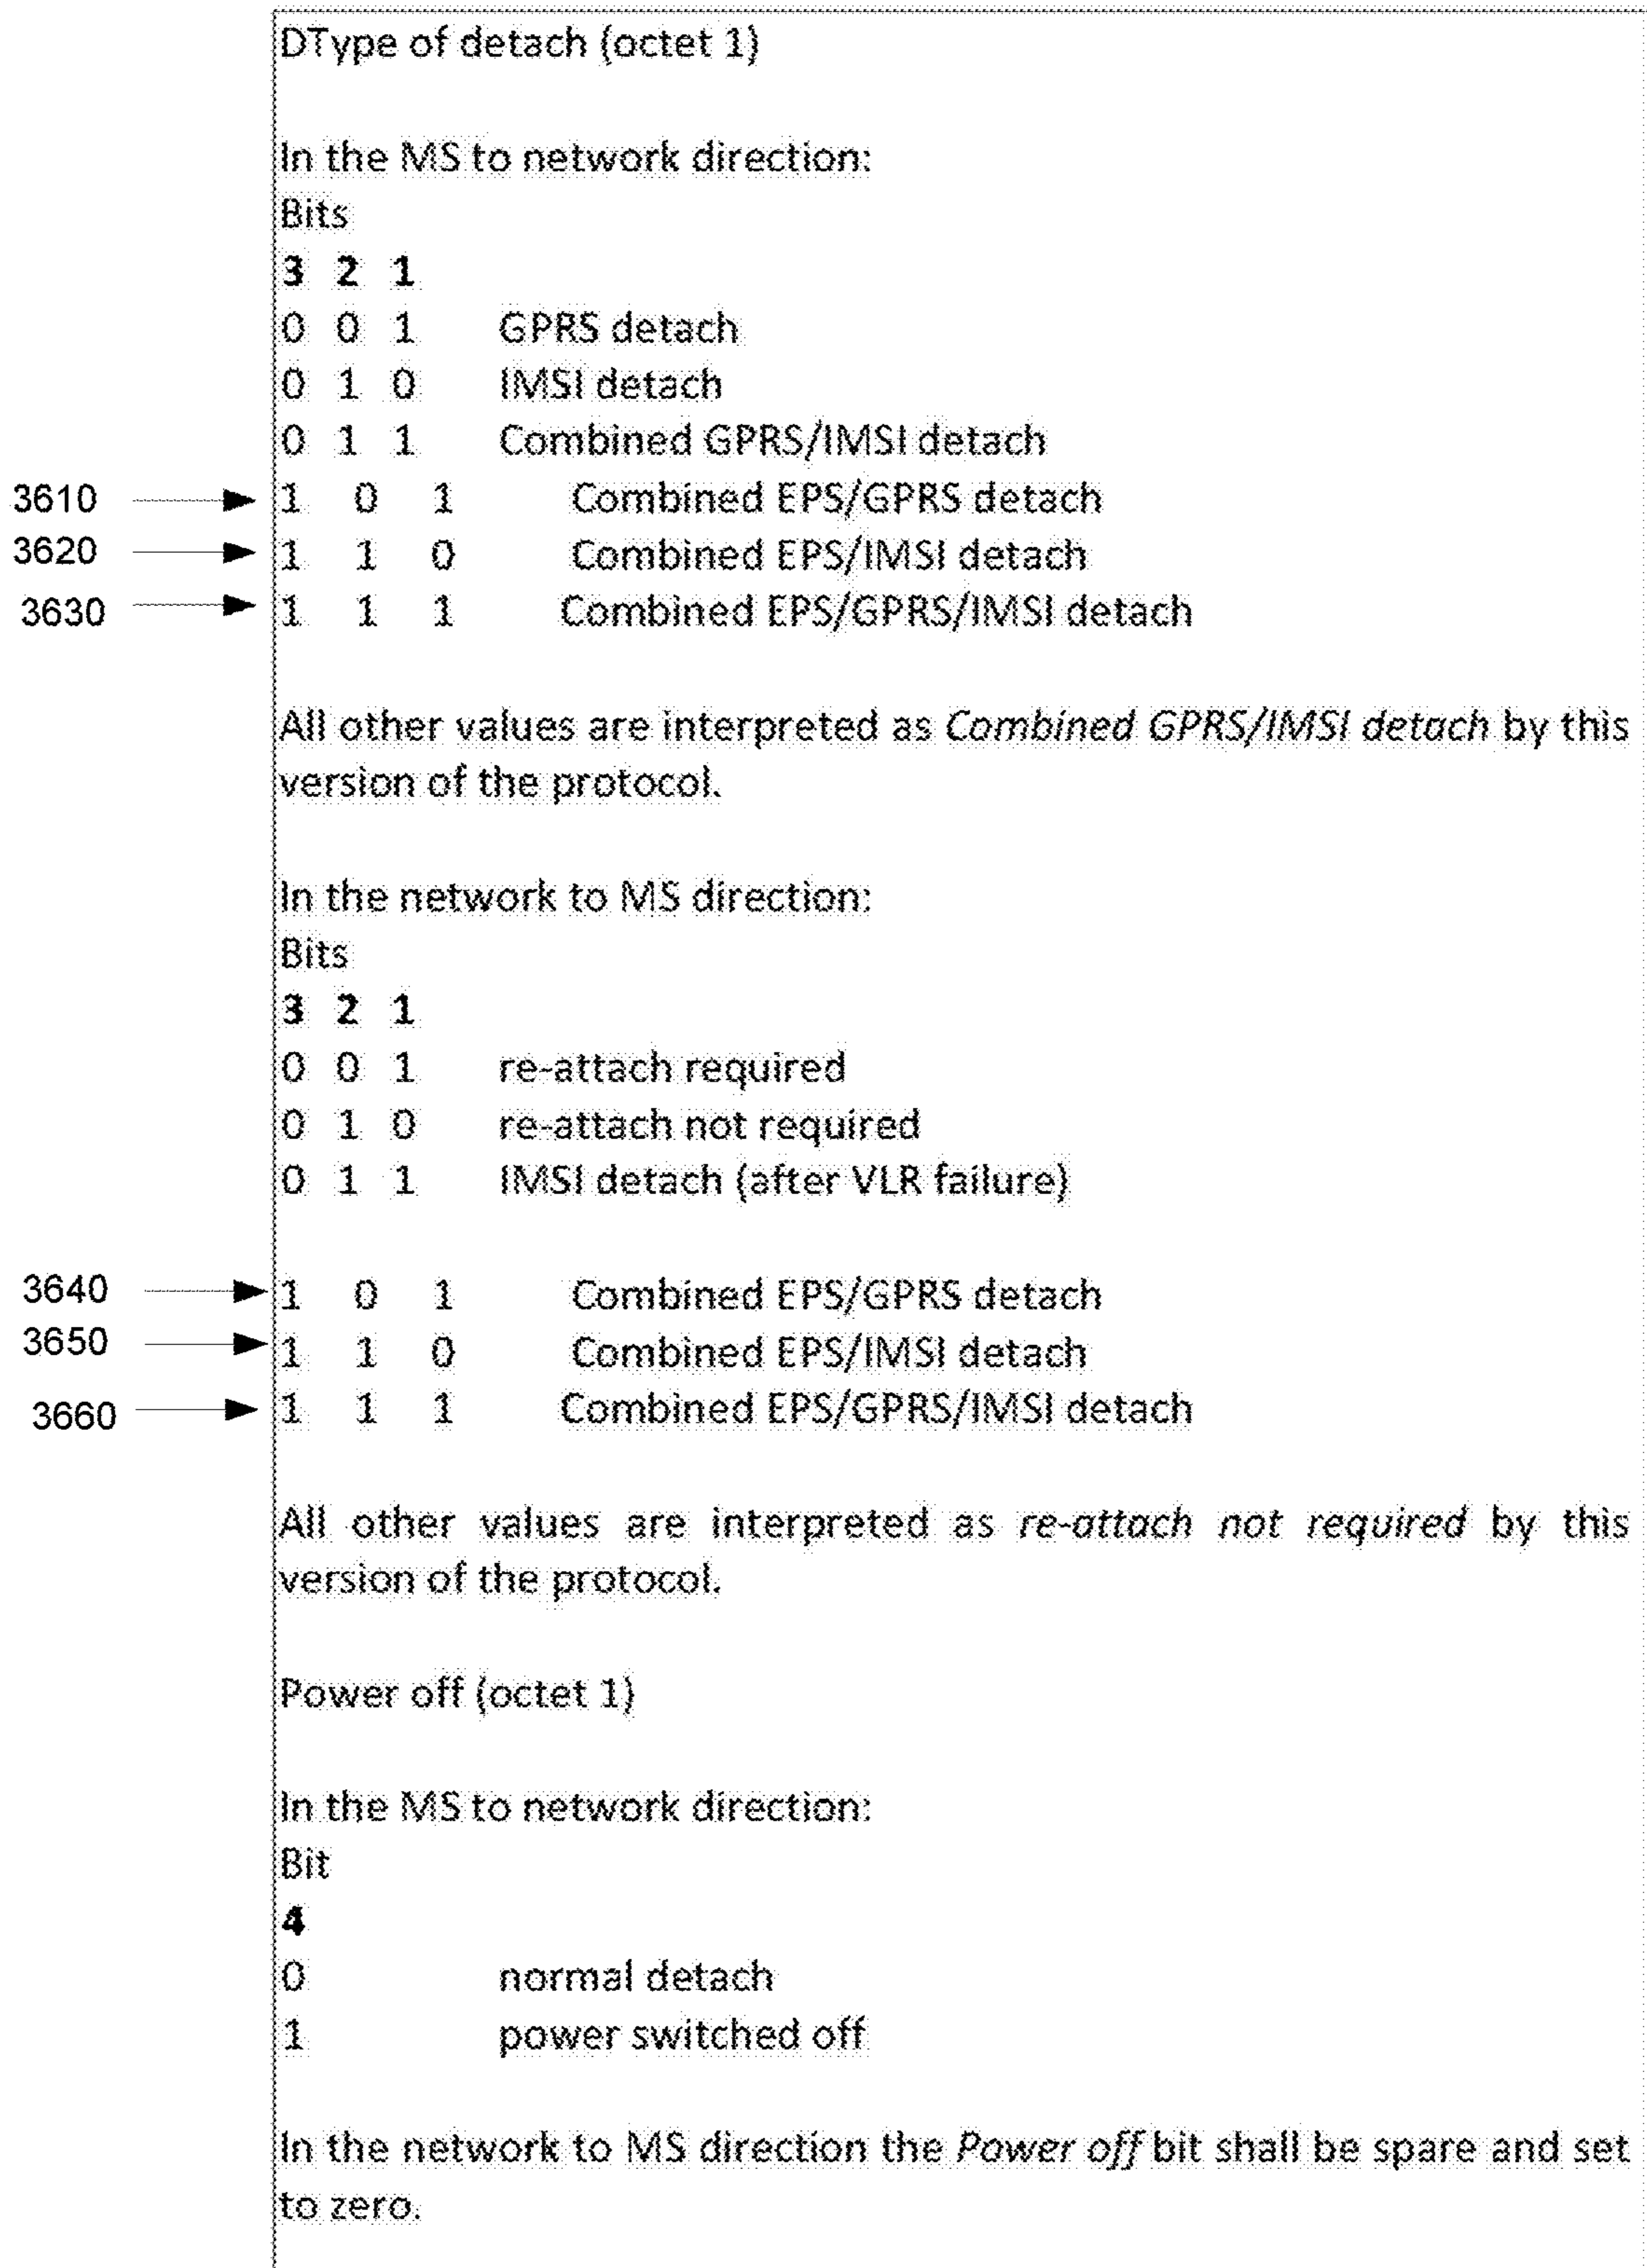 DType of detach (octet 1)
In the MS to network direction:
Bits
3 2 1
0 0 1 GPRS detach
0 1 0 IMSI detach
0 1 1 Combined GPRS/IMSI detach
3610 1 0 1 Combined EPS/GPRS detach
3620 1 1 0 Combined EPS/IMSI detach
3630 1 1 1 Combined EPS/GPRS/IMSI detach
All other values are interpreted as Combined GPRS/IMSI detach by this
version of the protocol.
In the network to MS direction:
Bits
3 2 1
0 0 1 re-attach required
0 1 0 re-attach not required
0 1 1 IMSI detach (after VLR failure)
3640 1 0 1 Combined EPS/GPRS detach
3650 1 1 0 Combined EPS/IMSI detach
3660 1 1 1 Combined EPS/GPRS/IMSI detach
All other values are interpreted as re-attach not required by this
version of the protocol.
Power off (octet 1)
In the MS to network direction:
Bit
4
0 normal detach
1 power switched off
In the network to MS direction the Power off bit shall be spare and set
to zero.